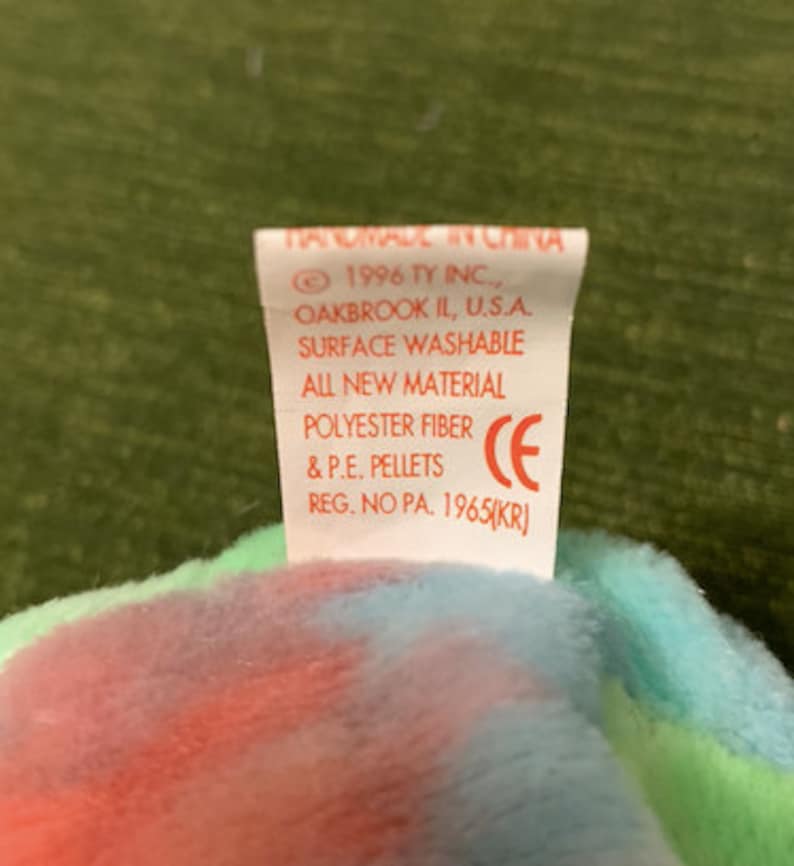 HANDMADE IN CHINA
© 1996 TY INC.,
OAKBROOK IL, U.S.A.
SURFACE WASHABLE
ALL NEW MATERIAL
POLYESTER FIBER
& P.E. PELLETS
CE
REG. NO PA. 1965(KR)